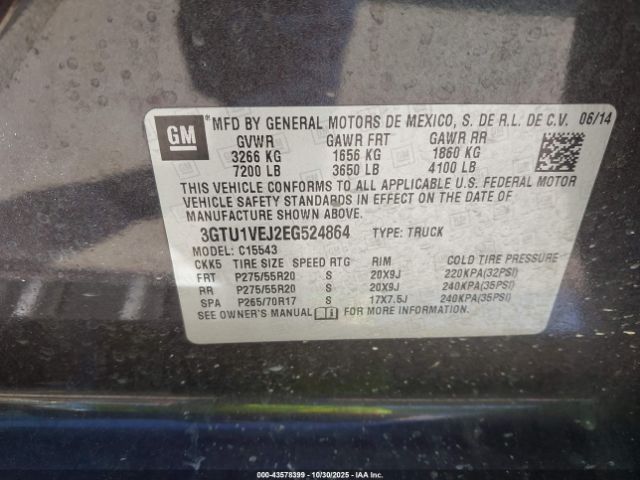 GM
MFD BY GENERAL MOTORS DE MEXICO, S. DE R.L. DE C.V. 06/14
GVWR GAWR FRT GAWR RR
3266 KG 1656 KG 1860 KG
7200 LB 3650 LB 4100 LB
THIS VEHICLE CONFORMS TO ALL APPLICABLE U.S. FEDERAL MOTOR
VEHICLE SAFETY STANDARDS IN EFFECT ON THE DATE OF
MANUFACTURE SHOWN ABOVE.
3GTU1VEJ2EG524864 TYPE: TRUCK
MODEL: C15543
CKK5 TIRE SIZE SPEED RTG RIM COLD TIRE PRESSURE
FRT P275/55R20 S 20X9J 220KPA(32PSI)
RR P275/55R20 S 20X9J 240KPA(35PSI)
SPA P265/70R17 S 17X7.5J 240KPA(35PSI)
SEE OWNER'S MANUAL FOR MORE INFORMATION.
00-43578399 - 10/30/2025 - COPYRIGHT IAA, LLC.